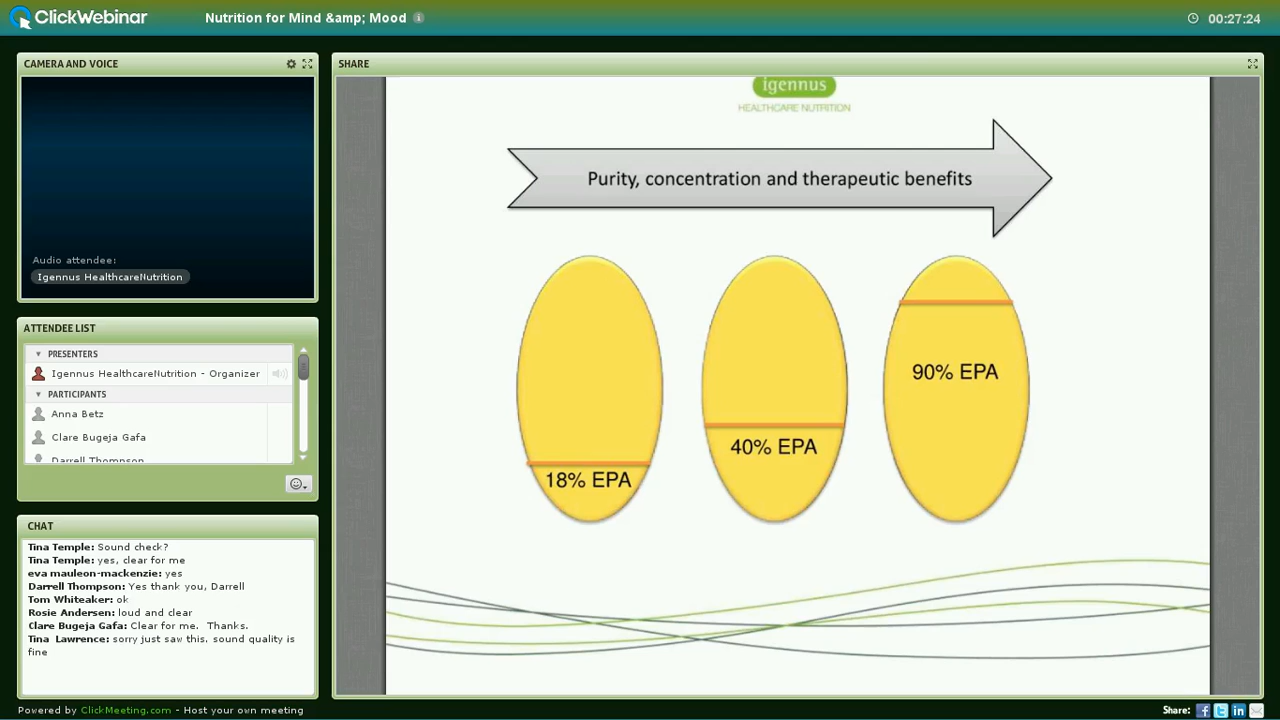 ClickWebinar
Nutrition for Mind &amp; Mood
00:27:24
CAMERA AND VOICE
Audio attendee:
Igennus HealthcareNutrition
ATTENDEE LIST
PRESENTERS
Igennus HealthcareNutrition - Organizer
PARTICIPANTS
Anna Betz
Clare Bugeja Gafa
Darrell Thompson
CHAT
Tina Temple: Sound check?
Tina Temple: yes, clear for me
eva mauleon-mackenzie: yes
Darrell Thompson: Yes thank you, Darrell
Tom Whiteaker: ok
Rosie Andersen: loud and clear
Clare Bugeja Gafa: Clear for me. Thanks.
Tina Lawrence: sorry just saw this, sound quality is
fine
SHARE
igennus
HEALTHCARE NUTRITION
Purity, concentration and therapeutic benefits
18% EPA
40% EPA
90% EPA
Powered by ClickMeeting.com - Host your own meeting
Share: